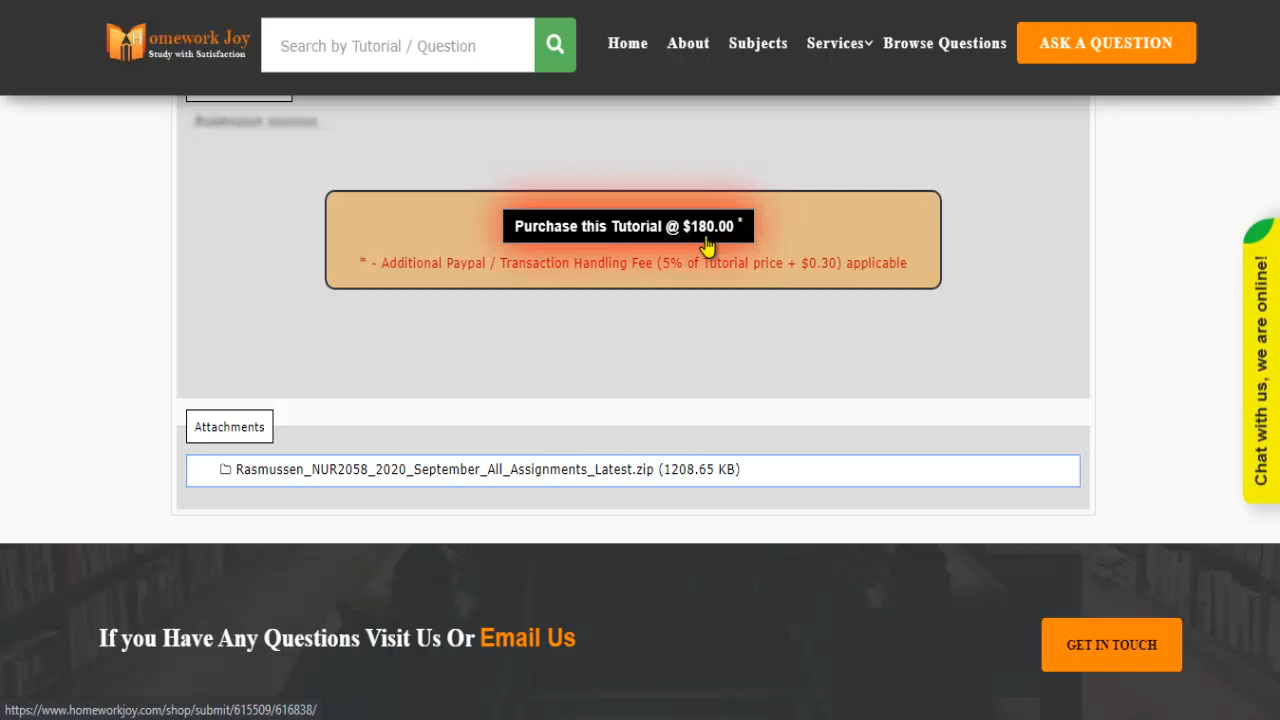 omework Joy
Study with Satisfaction
Search by Tutorial / Question
Home About Subjects Services Browse Questions ASK A QUESTION
Purchase this Tutorial @ $180.00 *
* - Additional Paypal / Transaction Handling Fee (5% of Tutorial price + $0.30) applicable
Chat with us, we are online!
Attachments
Rasmussen_NUR2058_2020_September_All_Assignments_Latest.zip (1208.65 KB)
If you Have Any Questions Visit Us Or Email Us
GET IN TOUCH
https://www.homeworkjoy.com/shop/submit/615509/616838/